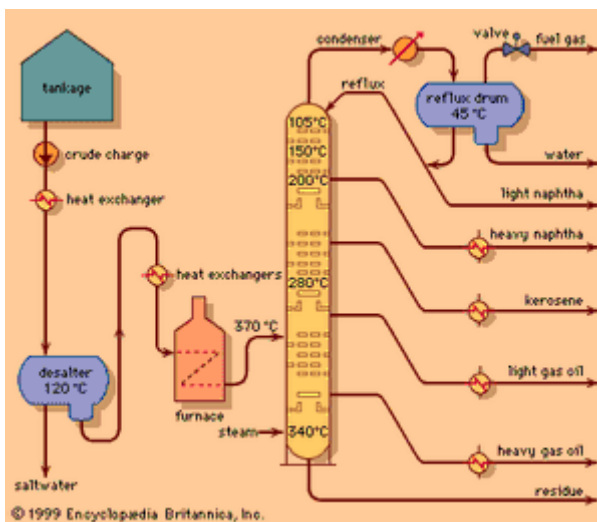 tankage
crude charge
heat exchanger
desalter
120 °C
saltwater
heat exchangers
370 °C
furnace
steam
condenser
reflux
105°C
150°C
200°C
280°C
340°C
valve
fuel gas
reflux drum
45 °C
water
light naphtha
heavy naphtha
kerosene
light gas oil
heavy gas oil
residue
© 1999 Encyclopædia Britannica, Inc.